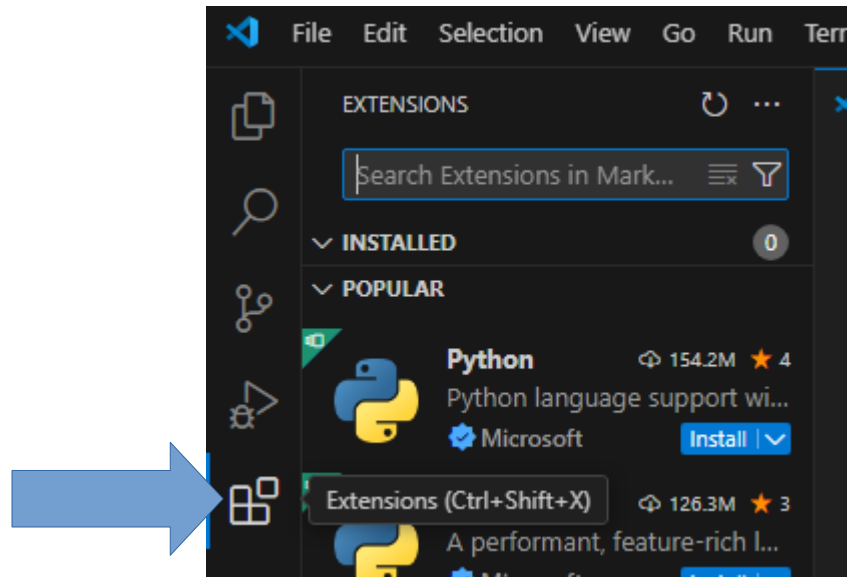 File Edit Selection View Go Run Terr
EXTENSIONS
Search Extensions in Mark...
INSTALLED 0
POPULAR
Python 154.2M 4
Python language support wi...
Microsoft Install
Extensions (Ctrl+Shift+X) 126.3M 3
A performant, feature-rich l...